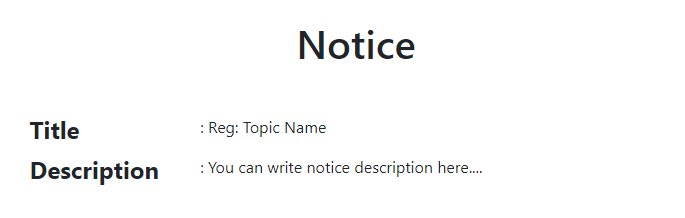 Notice
Title : Reg: Topic Name
Description : You can write notice description here....